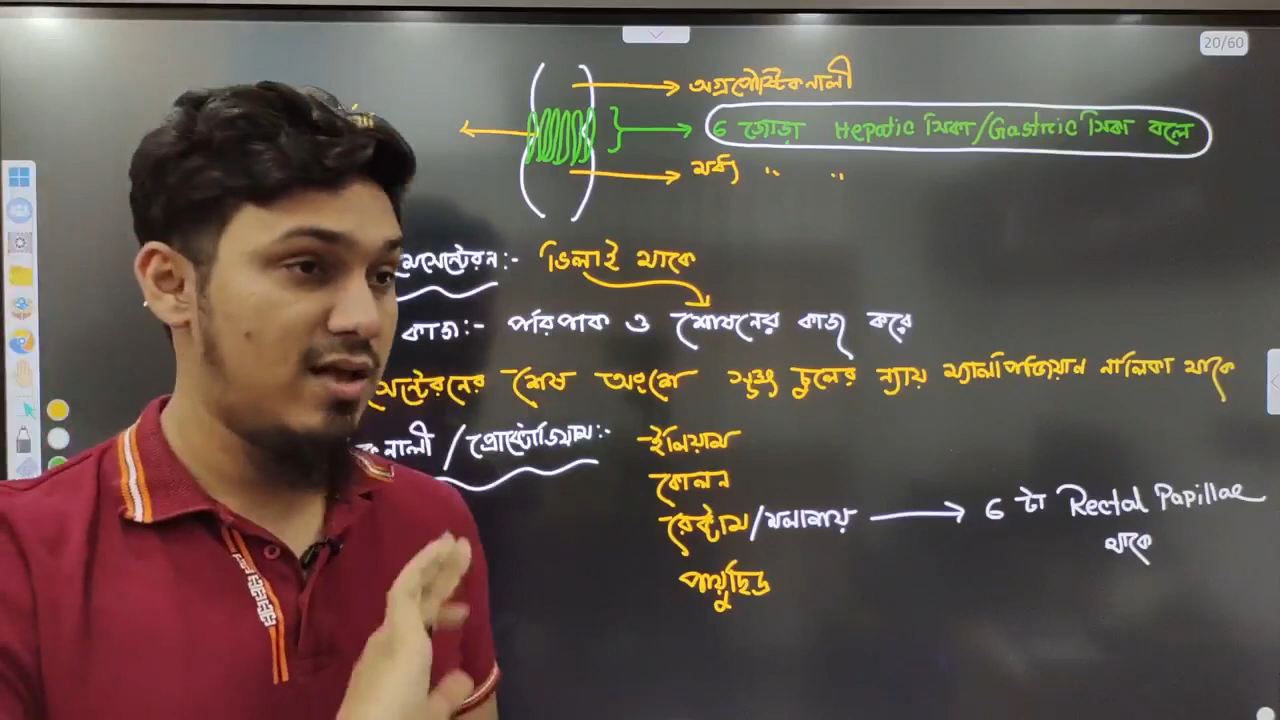 20/60
অগ্রপৌষ্টিকনালী
6 জোড়া Hepatic সিকা/Gastric সিকা বলে
মধ্য " "
মেসেন্টেরন :- ভিলাই থাকে
কাজ :- পরিপাক ও শোষনের কাজ করে
সেন্টেরনের শেষ অংশে সূক্ষ্ম চুলের ন্যায় ম্যালপিজিয়ান নালিকা থাকে
নালী / প্রোক্টোডিয়াম :- ইলিয়াম
কোলন
রেক্টাম/মলাশয় → 6 টা Rectal Papillae
থাকে
পায়ুছিদ্র